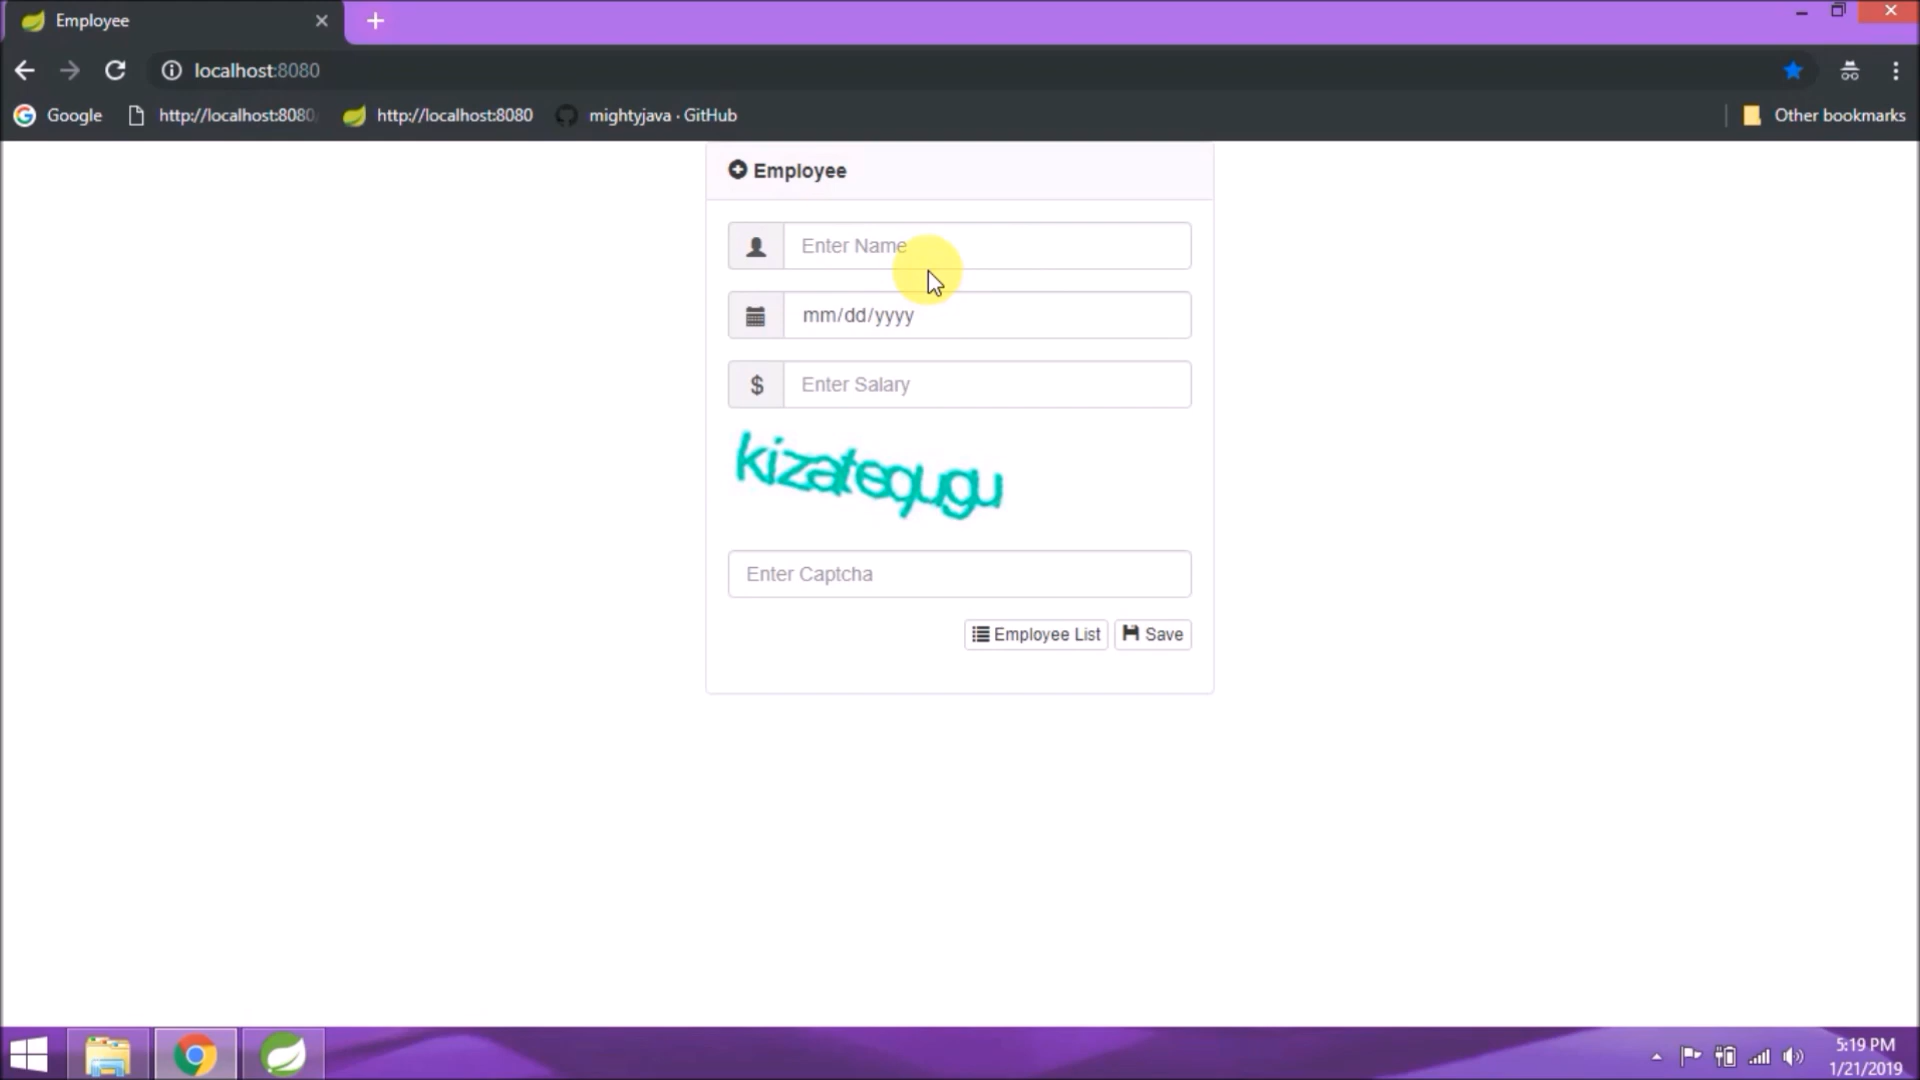 Employee
localhost:8080
Google http://localhost:8080 http://localhost:8080 mightyjava · GitHub Other bookmarks
Employee
Enter Name
mm/dd/yyyy
$ Enter Salary
kizatequgu
Enter Captcha
Employee List Save
5:19 PM
1/21/2019